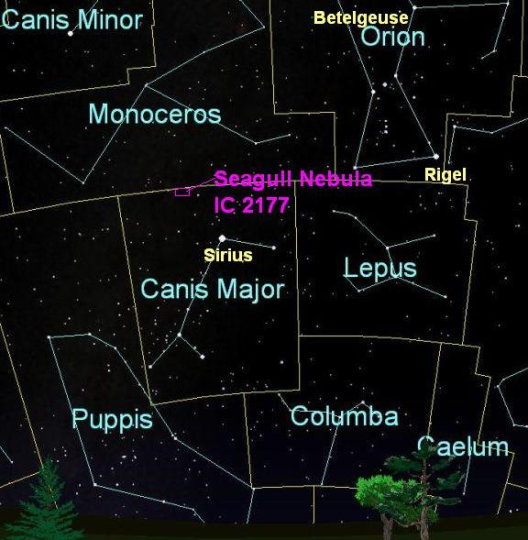 Canis Minor
Betelgeuse
Orion
Monoceros
Seagull Nebula
IC 2177
Rigel
Sirius
Lepus
Canis Major
Puppis
Columba
Caelum